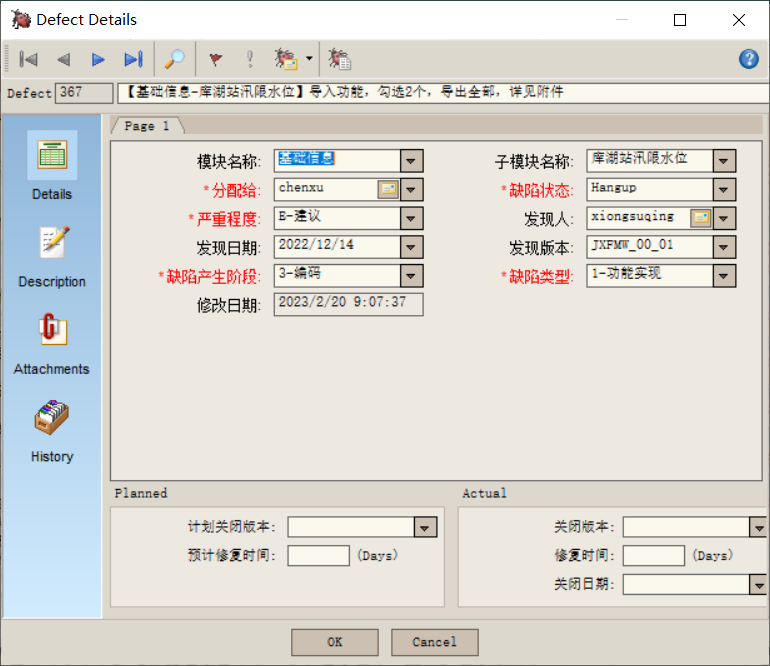 Defect Details
Defect 367 【基础信息-库湖站汛限水位】导入功能，勾选2个，导出全部，详见附件
Page 1
Details
Description
Attachments
History
模块名称: 基础信息 子模块名称: 库湖站汛限水位
*分配给: chenxu *缺陷状态: Hangup
*严重程度: E-建议 发现人: xiongsuqing
发现日期: 2022/12/14 发现版本: JXFMW_00_01
*缺陷产生阶段: 3-编码 *缺陷类型: 1-功能实现
修改日期: 2023/2/20 9:07:37
Planned Actual
计划关闭版本: 关闭版本:
预计修复时间: (Days) 修复时间: (Days)
关闭日期:
OK Cancel